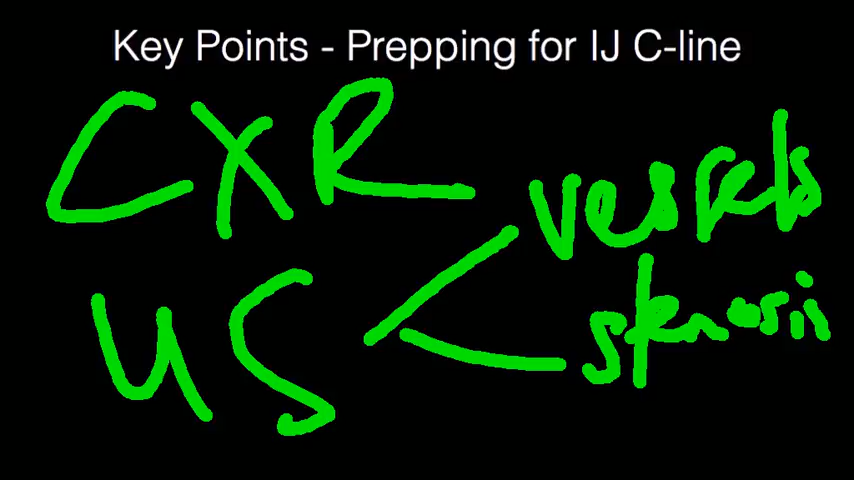 Key Points - Prepping for IJ C-line
CXR
vessels
US
stenosis